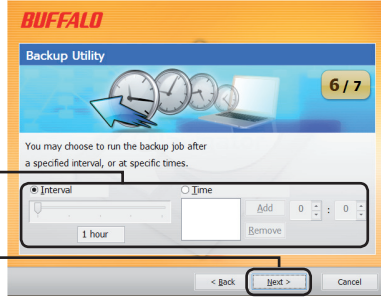 BUFFALO
Backup Utility
6 / 7
You may choose to run the backup job after
a specified interval, or at specific times.
Interval
Time
Add
0 : 0
1 hour
Remove
< Back
Next >
Cancel